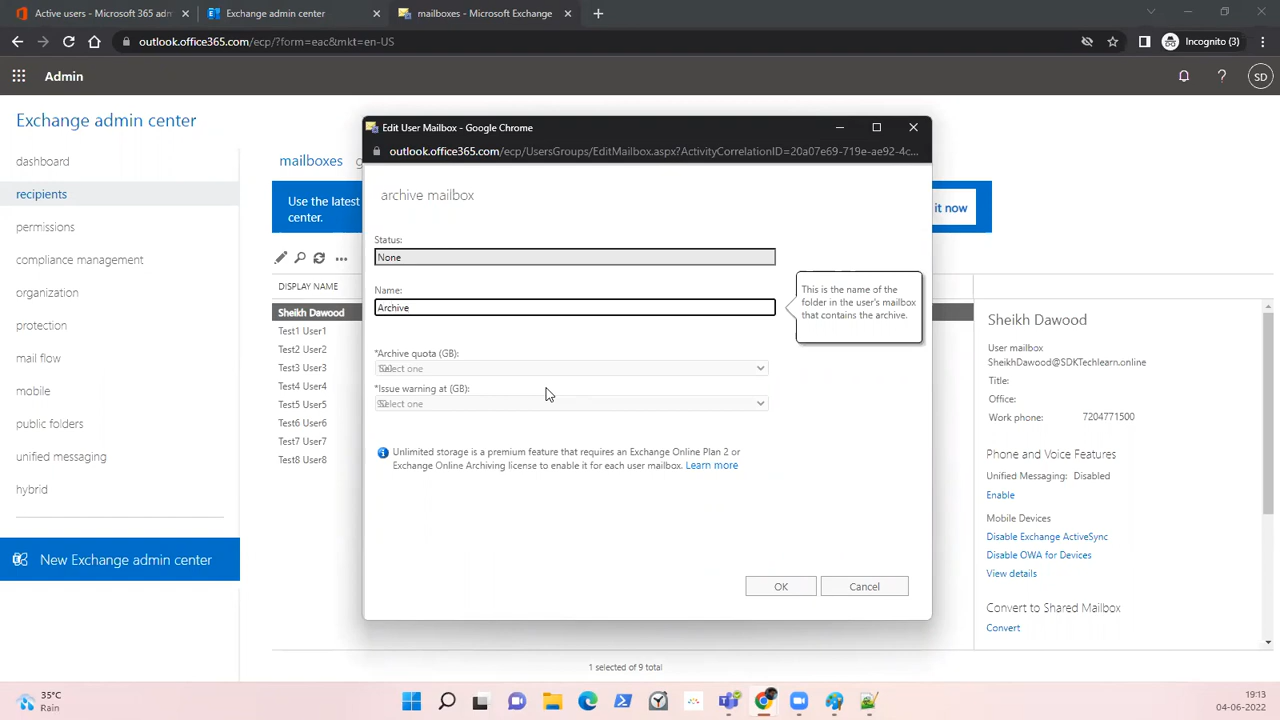 Active users - Microsoft 365 adm
Exchange admin center
mailboxes - Microsoft Exchange
outlook.office365.com/ecp/?form=eac&mkt=en-US
Incognito (3)
Admin
SD
Exchange admin center
dashboard
recipients
permissions
compliance management
organization
protection
mail flow
mobile
public folders
unified messaging
hybrid
New Exchange admin center
mailboxes
Use the latest
center.
it now
DISPLAY NAME
Sheikh Dawood
Test1 User1
Test2 User2
Test3 User3
Test4 User4
Test5 User5
Test6 User6
Test7 User7
Test8 User8
Edit User Mailbox - Google Chrome
outlook.office365.com/ecp/UsersGroups/EditMailbox.aspx?ActivityCorrelationID=20a07e69-719e-ae92-4c...
archive mailbox
Status:
None
Name:
Archive
This is the name of the
folder in the user's mailbox
that contains the archive.
*Archive quota (GB):
Select one
*Issue warning at (GB):
Select one
Unlimited storage is a premium feature that requires an Exchange Online Plan 2 or
Exchange Online Archiving license to enable it for each user mailbox. Learn more
OK
Cancel
Sheikh Dawood
User mailbox
SheikhDawood@SDKTechlearn.online
Title:
Office:
Work phone: 7204771500
Phone and Voice Features
Unified Messaging: Disabled
Enable
Mobile Devices
Disable Exchange ActiveSync
Disable OWA for Devices
View details
Convert to Shared Mailbox
Convert
1 selected of 9 total
35°C
Rain
19:13
04-06-2022